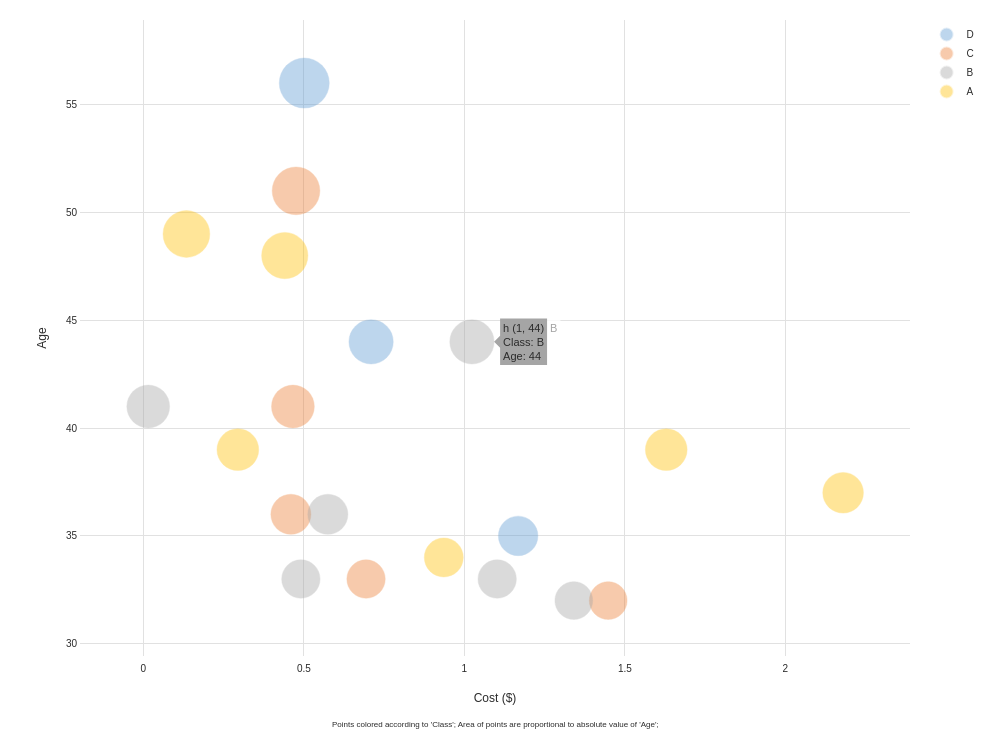 D
C
B
A
55
50
45
40
35
30
Age
h (1, 44) B
Class: B
Age: 44
0 0.5 1 1.5 2
Cost ($)
Points colored according to 'Class'; Area of points are proportional to absolute value of 'Age';